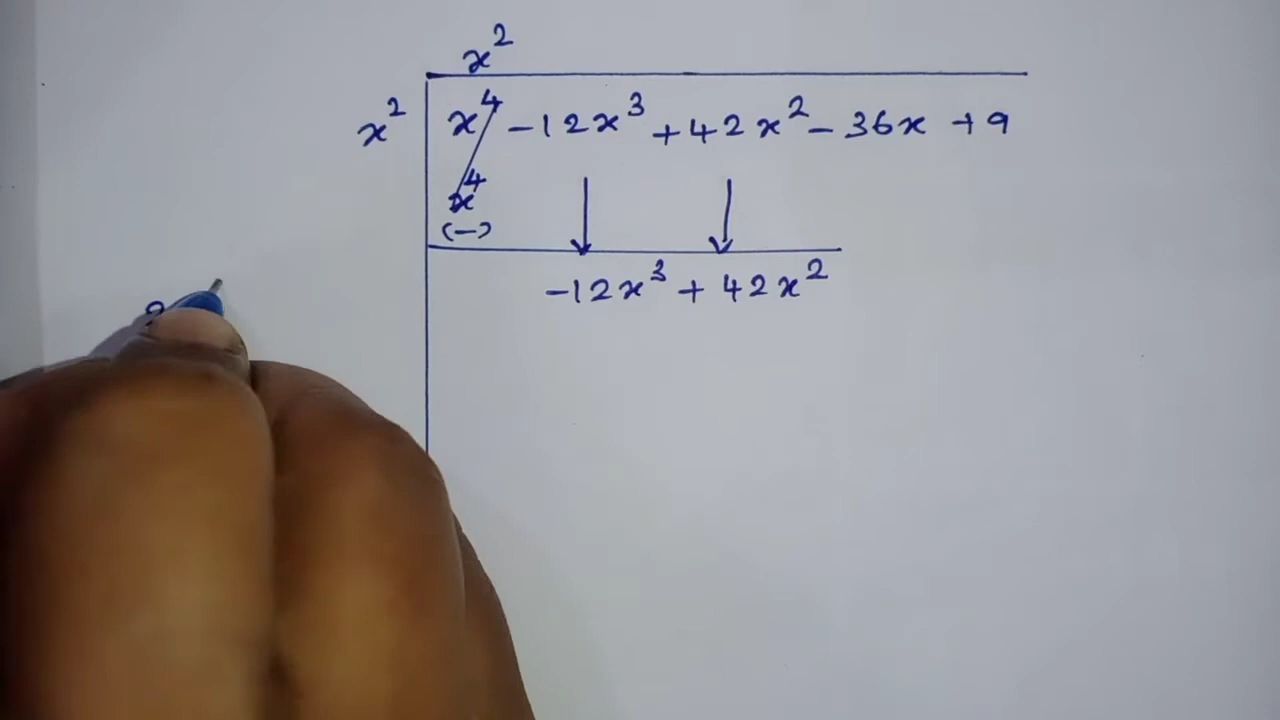 x²
x² x⁴ -12x³ +42x² - 36x +9
x⁴
(-)
-12x³ + 42x²